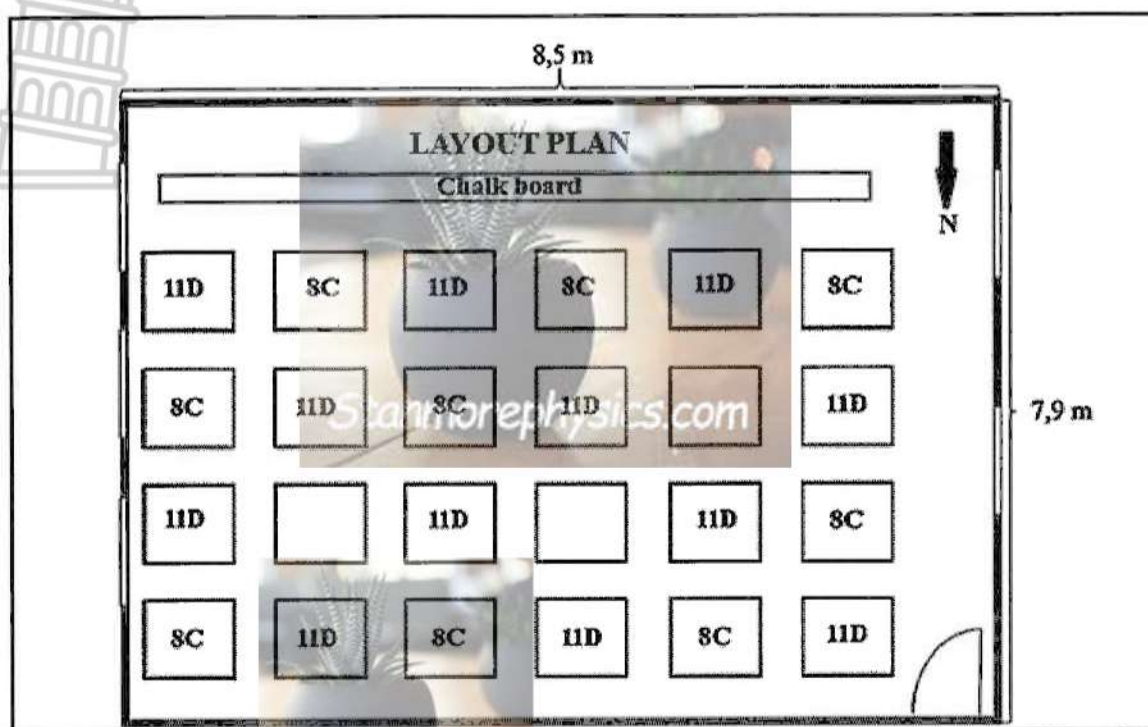 8,5 m
LAYOUT PLAN
Chalk board
N
11D 8C 11D 8C 11D 8C
8C 11D 8C 11D 11D
Stanmorephysics.com
7,9 m
11D 11D 11D 8C
8C 11D 8C 11D 8C 11D